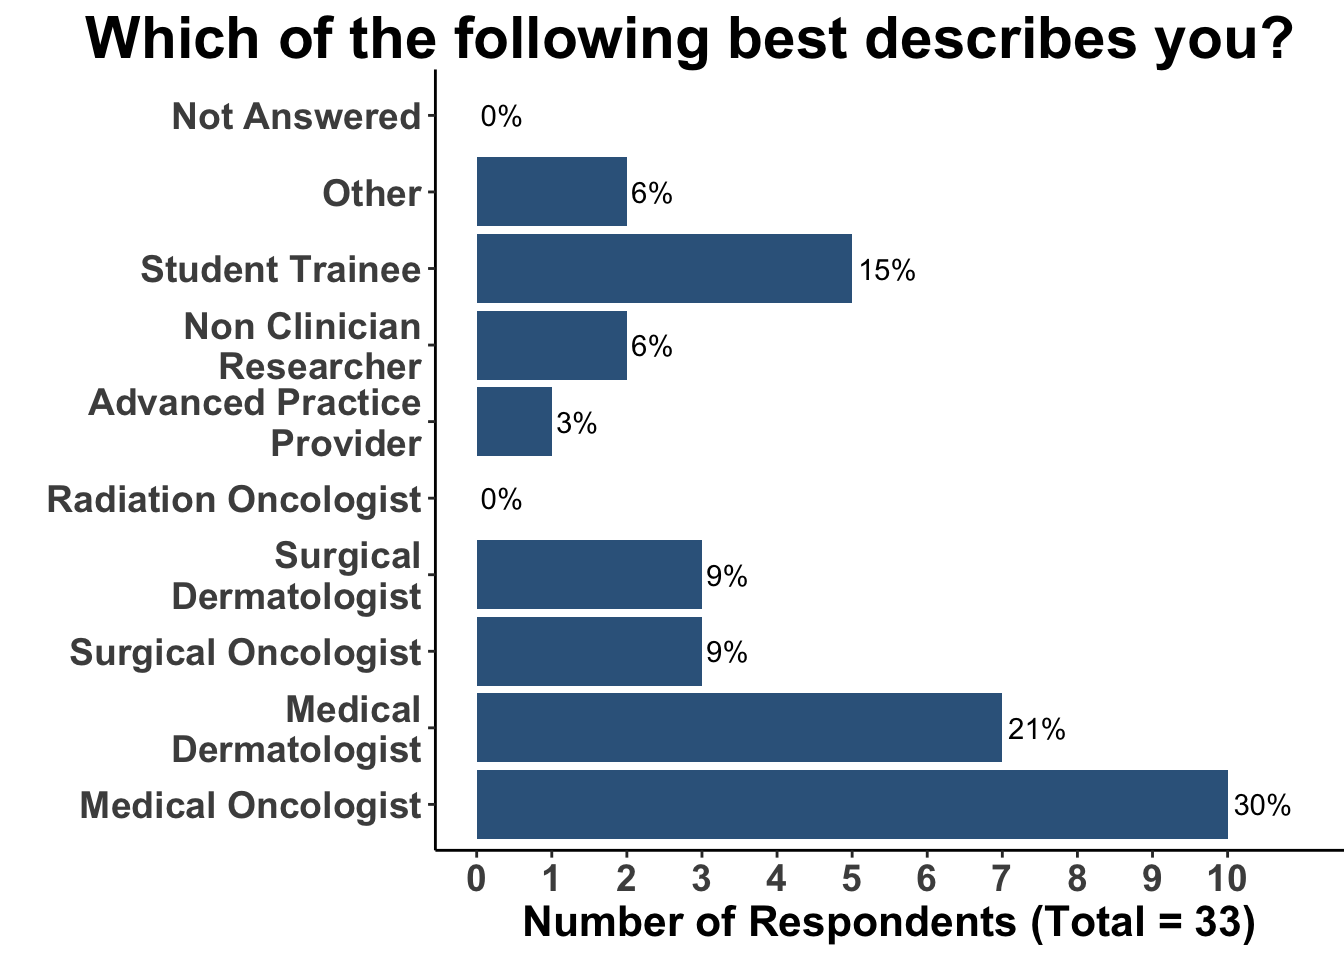 Which of the following best describes you?
Not Answered
0%
Other
6%
Student Trainee
15%
Non Clinician
Researcher
6%
Advanced Practice
Provider
3%
Radiation Oncologist
0%
Surgical
Dermatologist
9%
Surgical Oncologist
9%
Medical
Dermatologist
21%
Medical Oncologist
30%
0 1 2 3 4 5 6 7 8 9 10
Number of Respondents (Total = 33)